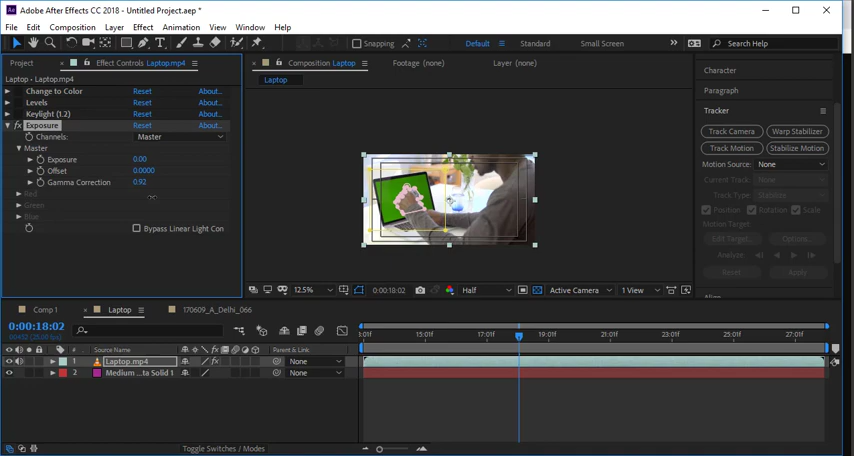 Adobe After Effects CC 2018 - Untitled Project.aep *
File Edit Composition Layer Effect Animation View Window Help
Snapping Default Standard Small Screen Search Help
Project Effect Controls Laptop.mp4
Laptop • Laptop.mp4
Change to Color Reset About...
Levels Reset About...
Keylight (1.2) Reset About...
fx Exposure Reset About...
Channels: Master
Master
Exposure 0.00
Offset 0.0000
Gamma Correction 0.92
Red
Green
Blue
Bypass Linear Light Con
Composition Laptop Footage (none) Layer (none)
Laptop
12.5% 0:00:18:02 Half Active Camera 1 View
Character
Paragraph
Tracker
Track Camera Warp Stabilizer
Track Motion Stabilize Motion
Motion Source: None
Current Track: None
Track Type: Stabilize
Position Rotation Scale
Motion Target:
Edit Target... Options...
Analyze:
Reset Apply
Align
Comp 1 Laptop 170609_A_Delhi_066
0:00:18:02
# Source Name Parent & Link
1 Laptop.mp4 fx None
2 Medium ...ta Solid 1 None
:01f 15:01f 17:01f 19:01f 21:01f 23:01f 25:01f 27:01f
Toggle Switches / Modes